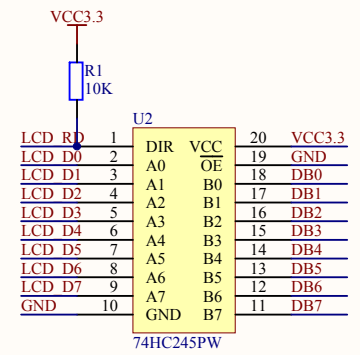 VCC3.3
R1
10K
U2
LCD_RD 1 DIR VCC 20 VCC3.3
LCD_D0 2 A0 OE 19 GND
LCD_D1 3 A1 B0 18 DB0
LCD_D2 4 A2 B1 17 DB1
LCD_D3 5 A3 B2 16 DB2
LCD_D4 6 A4 B3 15 DB3
LCD_D5 7 A5 B4 14 DB4
LCD_D6 8 A6 B5 13 DB5
LCD_D7 9 A7 B6 12 DB6
GND 10 GND B7 11 DB7
74HC245PW